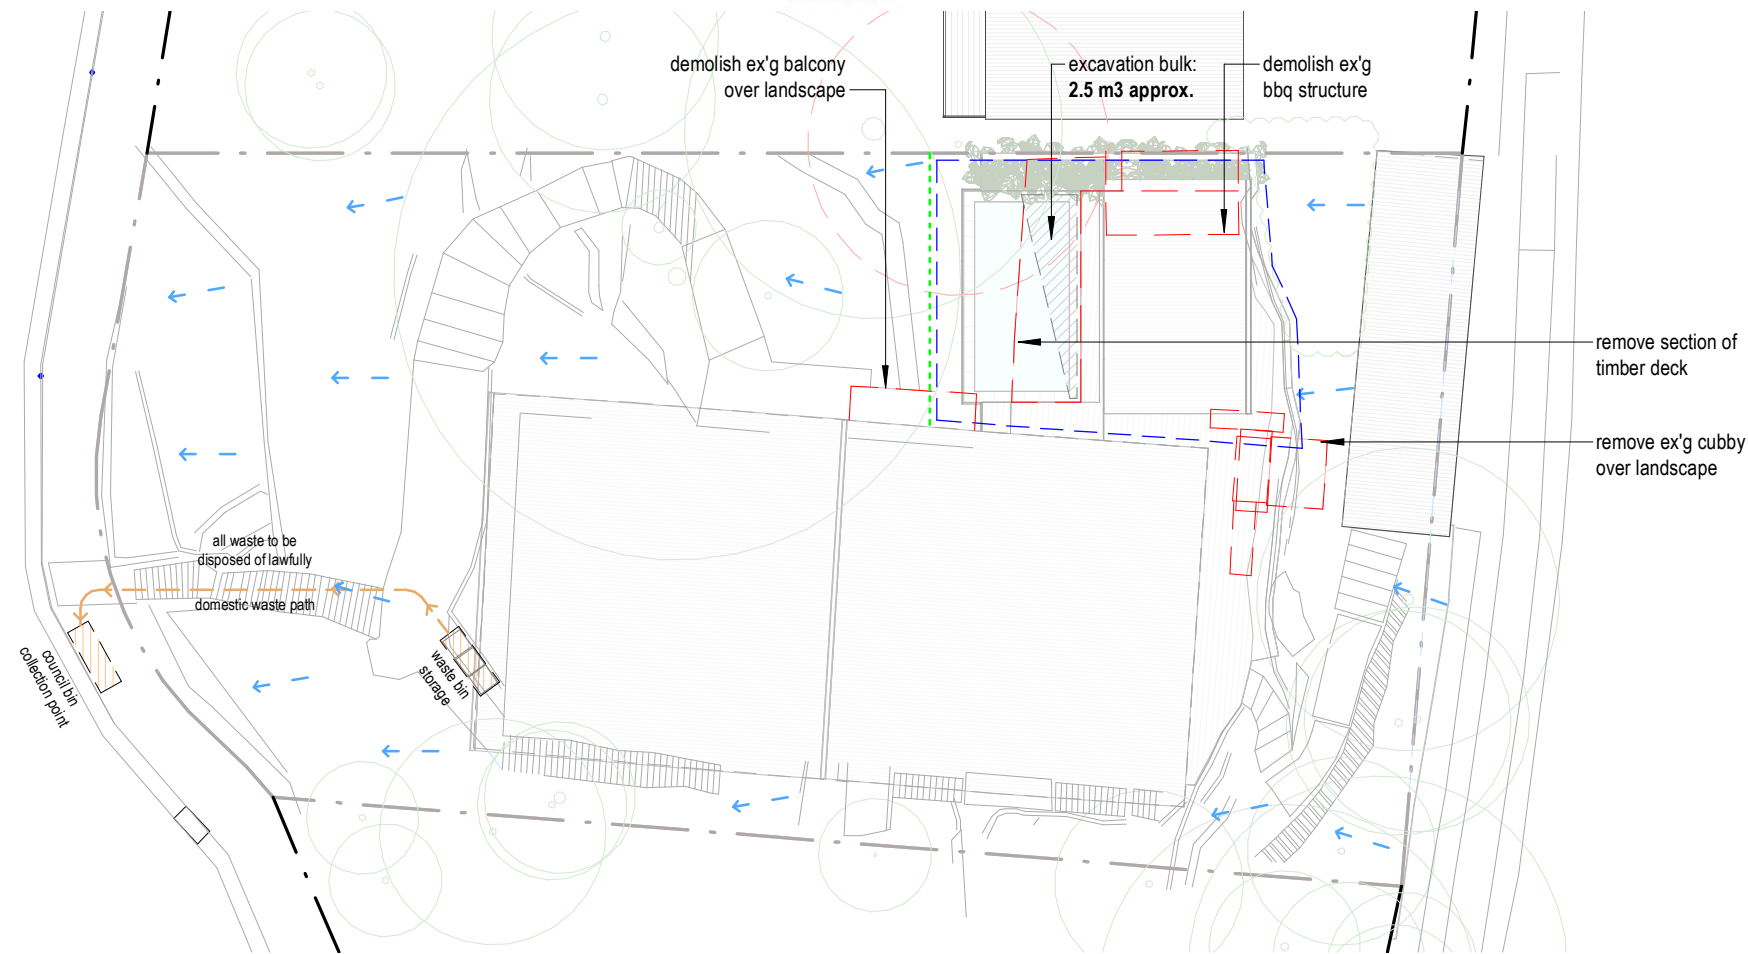 demolish ex'g balcony
over landscape
excavation bulk:
2.5 m3 approx.
demolish ex'g
bbq structure
remove section of
timber deck
remove ex'g cubby
over landscape
all waste to be
disposed of lawfully
domestic waste path
waste bin
storage
council bin
collection point